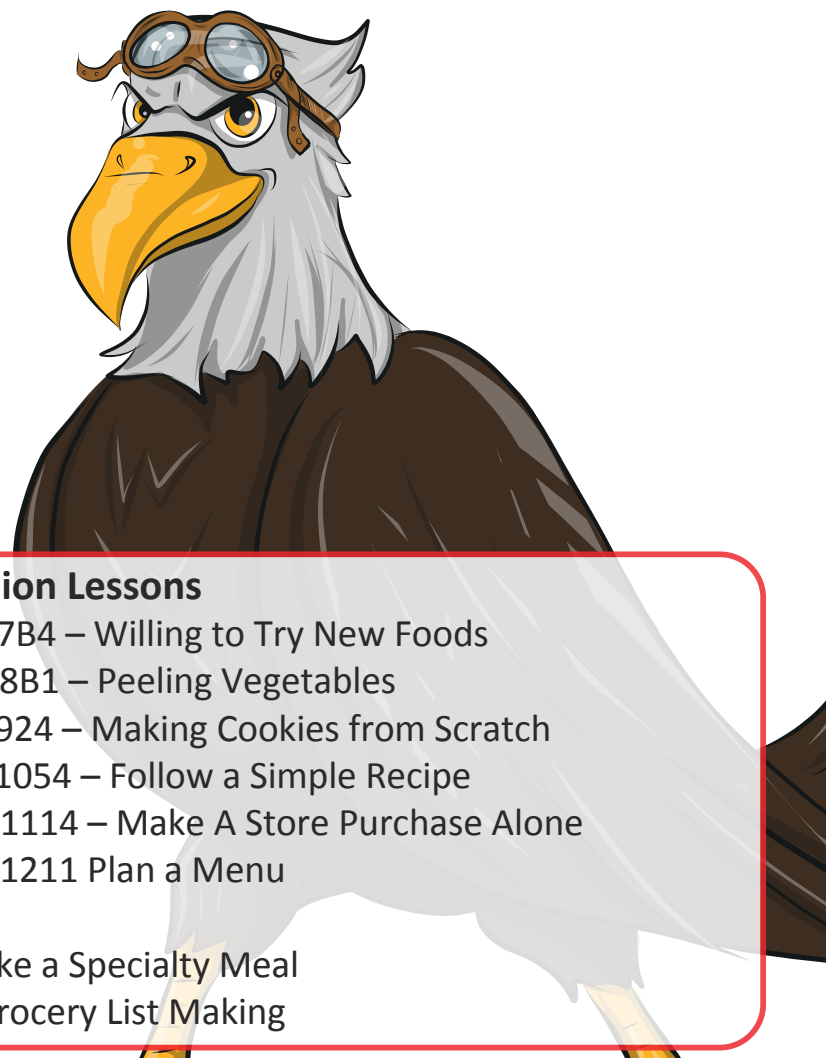 ion Lessons
7B4 – Willing to Try New Foods
8B1 – Peeling Vegetables
924 – Making Cookies from Scratch
1054 – Follow a Simple Recipe
1114 – Make A Store Purchase Alone
1211 Plan a Menu
ke a Specialty Meal
rocery List Making